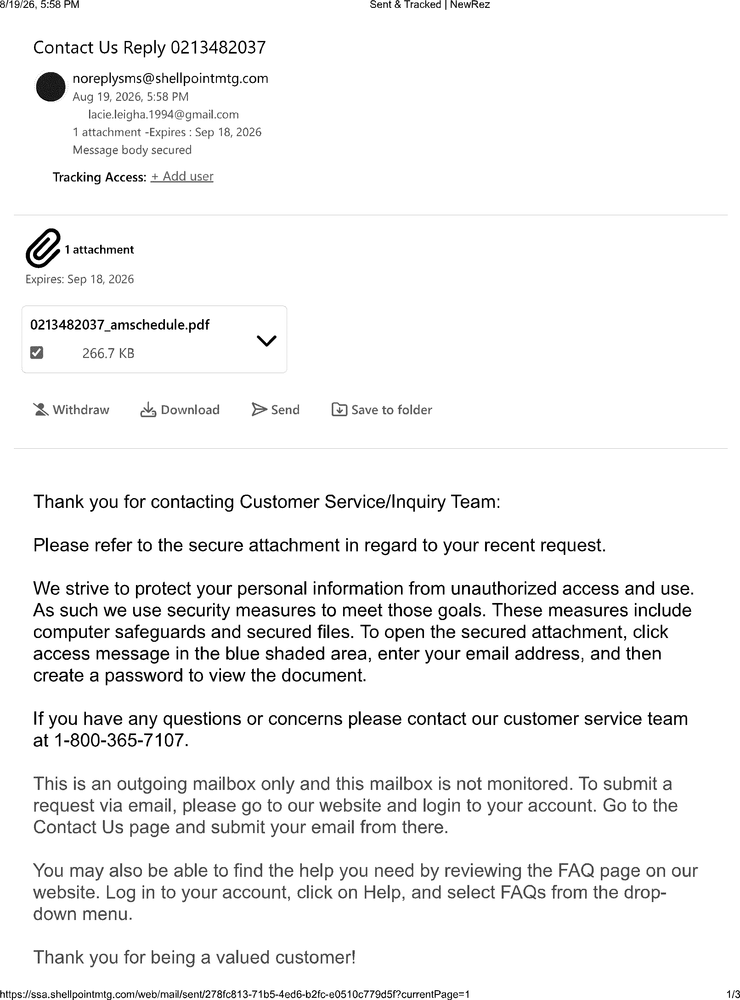 8/19/26, 5:58 PM
Sent & Tracked | NewRez
Contact Us Reply 0213482037
noreplysms@shellpointmtg.com
Aug 19, 2026, 5:58 PM
lacie.leigha.1994@gmail.com
1 attachment -Expires : Sep 18, 2026
Message body secured
Tracking Access: + Add user
1 attachment
Expires: Sep 18, 2026
0213482037_amschedule.pdf
266.7 KB
Withdraw
Download
Send
Save to folder
Thank you for contacting Customer Service/Inquiry Team:
Please refer to the secure attachment in regard to your recent request.
We strive to protect your personal information from unauthorized access and use.
As such we use security measures to meet those goals. These measures include
computer safeguards and secured files. To open the secured attachment, click
access message in the blue shaded area, enter your email address, and then
create a password to view the document.
If you have any questions or concerns please contact our customer service team
at 1-800-365-7107.
This is an outgoing mailbox only and this mailbox is not monitored. To submit a
request via email, please go to our website and login to your account. Go to the
Contact Us page and submit your email from there.
You may also be able to find the help you need by reviewing the FAQ page on our
website. Log in to your account, click on Help, and select FAQs from the drop-
down menu.
Thank you for being a valued customer!
https://ssa.shellpointmtg.com/web/mail/sent/278fc813-71b5-4ed6-b2fc-e0510c779d5f?currentPage=1
1/3